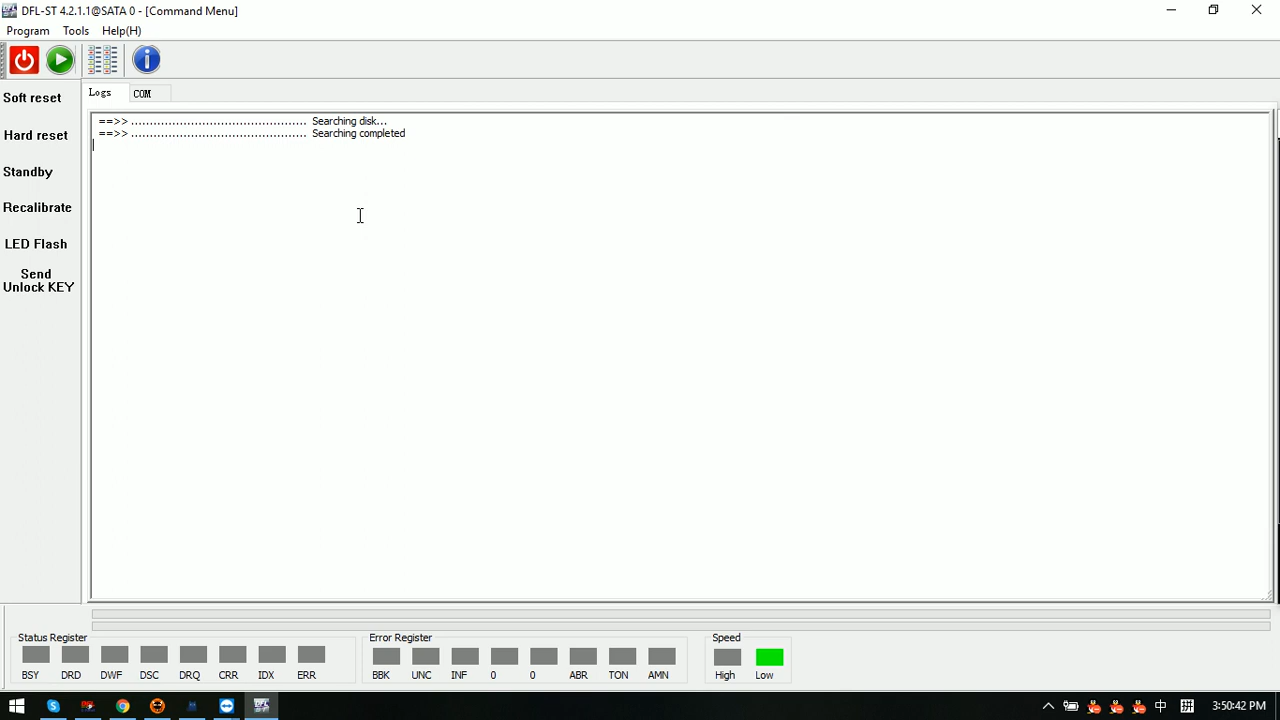 DFL-ST 4.2.1.1@SATA 0 - [Command Menu]
Program Tools Help(H)
Soft reset
Hard reset
Standby
Recalibrate
LED Flash
Send
Unlock KEY
Logs COM
==>> ............................................... Searching disk...
==>> ............................................... Searching completed
Status Register
BSY DRD DWF DSC DRQ CRR IDX ERR
Error Register
BBK UNC INF 0 0 ABR TON AMN
Speed
High Low
中 拼 3:50:42 PM